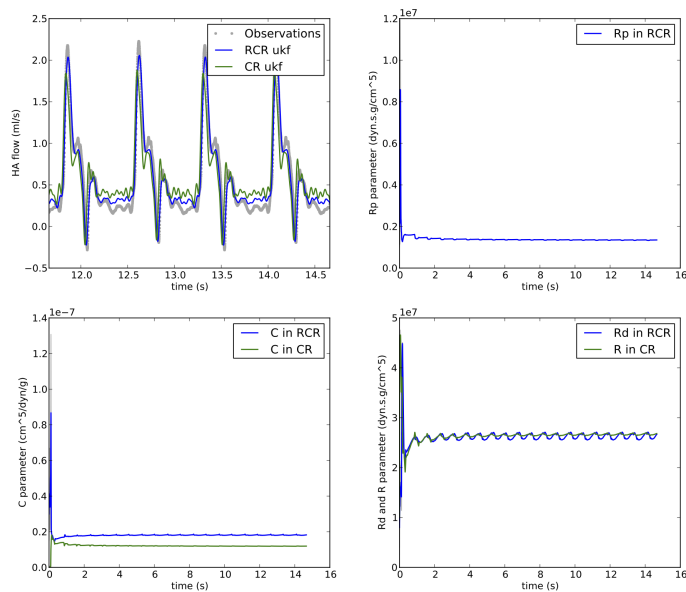 2.5
2.0
1.5
1.0
0.5
0.0
−0.5
HA flow (ml/s)
Observations
RCR ukf
CR ukf
12.0 12.5 13.0 13.5 14.0 14.5
time (s)
1e7
1.2
1.0
0.8
0.6
0.4
0.2
0.0
Rp parameter (dyn.s.g/cm^5)
Rp in RCR
0 2 4 6 8 10 12 14 16
time (s)
1e−7
1.4
1.2
1.0
0.8
0.6
0.4
0.2
0.0
C parameter (cm^5/dyn/g)
C in RCR
C in CR
0 2 4 6 8 10 12 14 16
time (s)
1e7
5
4
3
2
1
0
Rd and R parameter (dyn.s.g/cm^5)
Rd in RCR
R in CR
0 2 4 6 8 10 12 14 16
time (s)